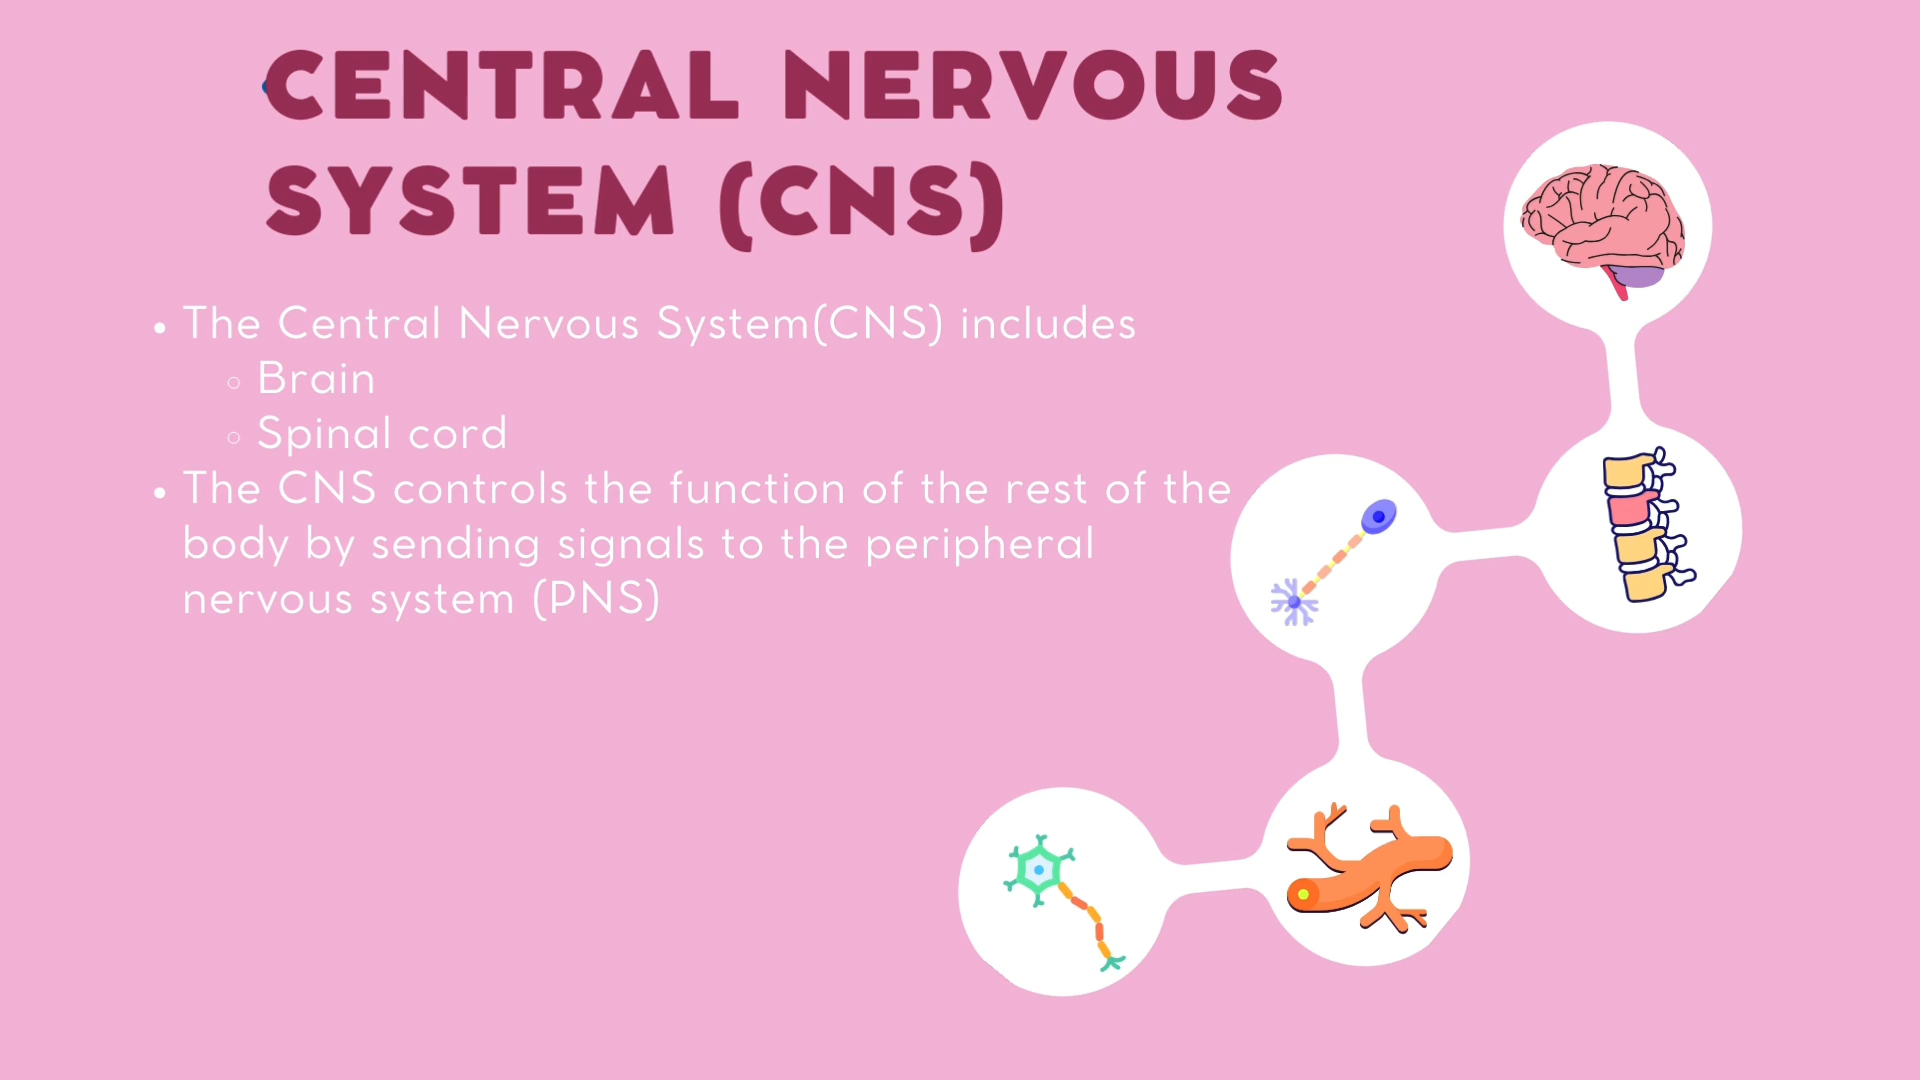 CENTRAL NERVOUS
SYSTEM (CNS)
• The Central Nervous System(CNS) includes
◦ Brain
◦ Spinal cord
• The CNS controls the function of the rest of the
body by sending signals to the peripheral
nervous system (PNS)